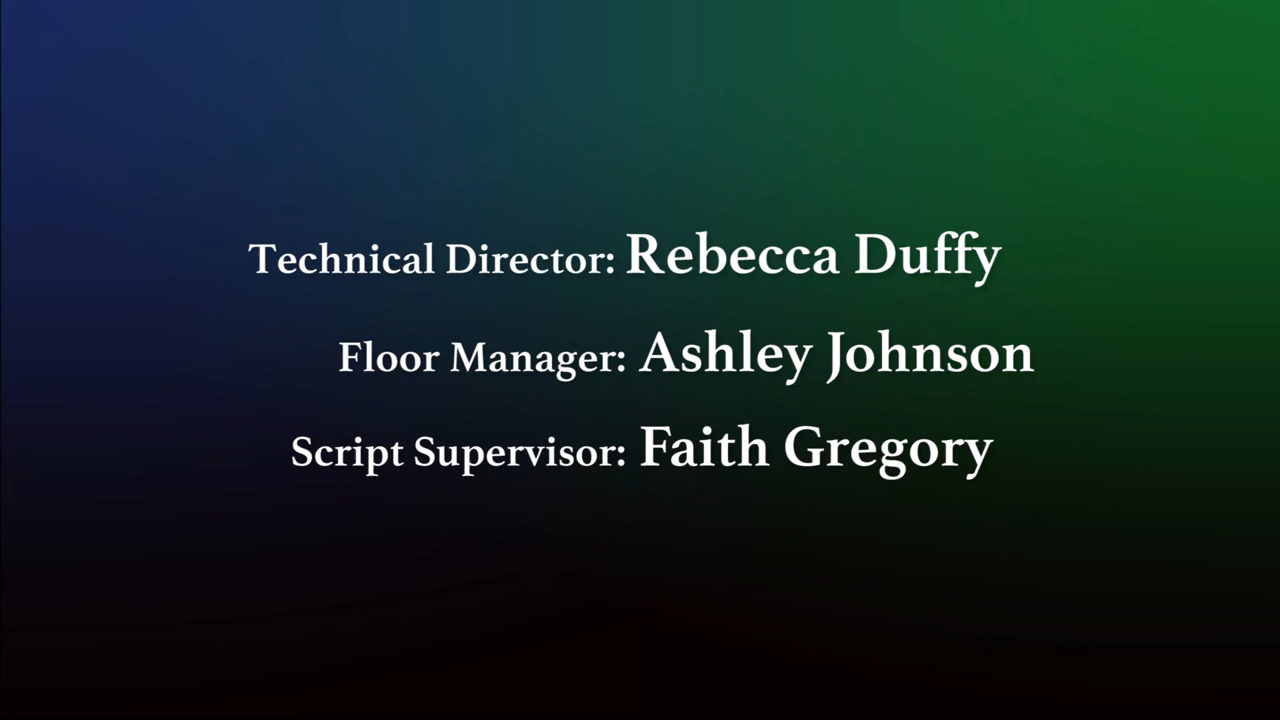 Technical Director: Rebecca Duffy
Floor Manager: Ashley Johnson
Script Supervisor: Faith Gregory